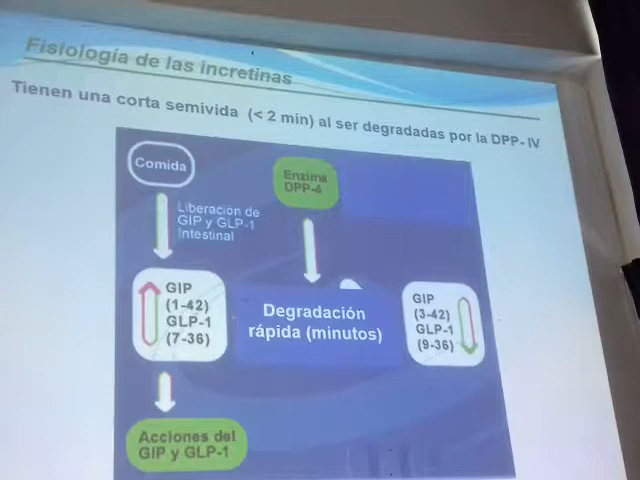 Fisiología de las incretinas
Tienen una corta semivida (< 2 min) al ser degradadas por la DPP- IV
Comida
Enzima
DPP-4
Liberación de
GIP y GLP-1
Intestinal
GIP
(1-42)
GLP-1
(7-36)
Degradación
rápida (minutos)
GIP
(3-42)
GLP-1
(9-36)
Acciones del
GIP y GLP-1